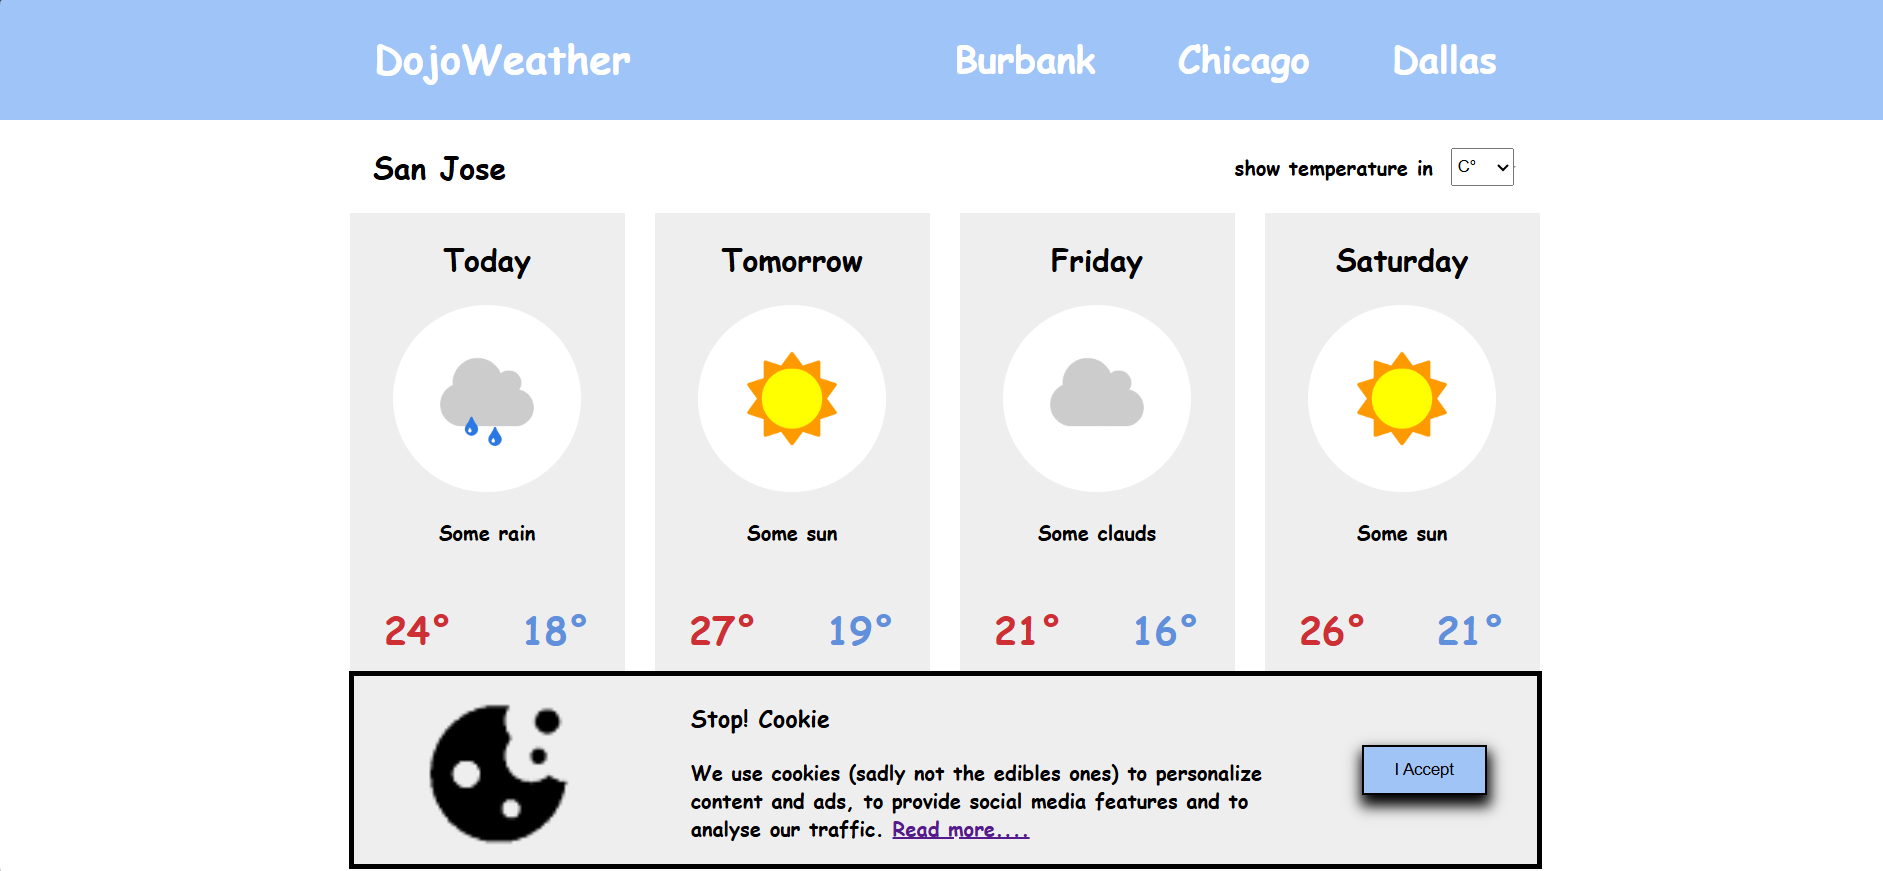 DojoWeather Burbank Chicago Dallas
San Jose show temperature in C°
Today Tomorrow Friday Saturday
Some rain Some sun Some clauds Some sun
24° 18° 27° 19° 21° 16° 26° 21°
Stop! Cookie
We use cookies (sadly not the edibles ones) to personalize
content and ads, to provide social media features and to
analyse our traffic. Read more....
I Accept